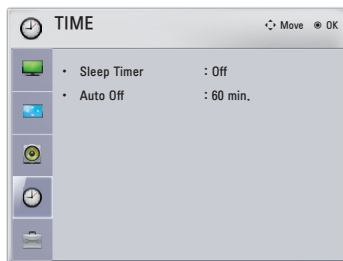 TIME Move OK
• Sleep Timer : Off
• Auto Off : 60 min.